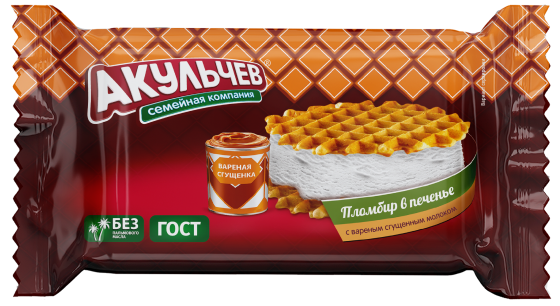 АКУЛЬЧЕВ®
семейная компания
ВАРЕНАЯ
СГУЩЕНКА
Пломбир в печенье
с вареным сгущенным молоком
БЕЗ
ПАЛЬМОВОГО
МАСЛА
ГОСТ